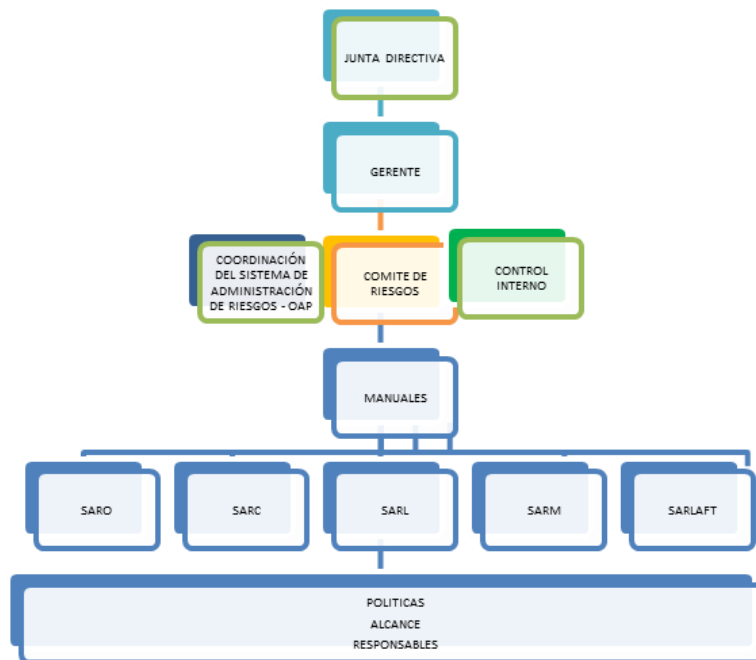 JUNTA DIRECTIVA
GERENTE
COORDINACIÓN
DEL SISTEMA DE
ADMINISTRACIÓN
DE RIESGOS - OAP
COMITE DE
RIESGOS
CONTROL
INTERNO
MANUALES
SARO
SARC
SARL
SARM
SARLAFT
POLITICAS
ALCANCE
RESPONSABLES